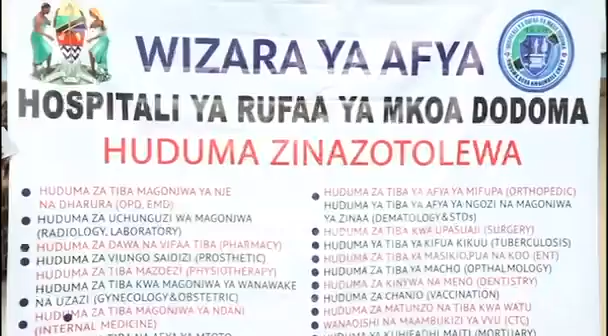 WIZARA YA AFYA
HOSPITALI YA RUFAA YA MKOA DODOMA
HUDUMA ZINAZOTOLEWA
HUDUMA ZA TIBA MAGONJWA YA NJE
NA DHARURA (OPD, EMD)
HUDUMA ZA UCHUNGUZI WA MAGONJWA
(RADIOLOGY, LABORATORY)
HUDUMA ZA DAWA NA VIFAA TIBA (PHARMACY)
HUDUMA ZA VIUNGO SAIDIZI (PROSTHETIC)
HUDUMA ZA TIBA MAZOEZI (PHYSIOTHERAPY)
HUDUMA ZA TIBA KWA MAGONJWA YA WANAWAKE
NA UZAZI (GYNECOLOGY&OBSTETRIC)
HUDUMA ZA TIBA MAGONJWA YA NDANI
(INTERNAL MEDICINE)
HUDUMA ZA TIBA YA AFYA YA MIFUPA (ORTHOPEDIC)
HUDUMA YA TIBA YA AFYA YA NGOZI NA MAGONJWA
YA ZINAA (DEMATOLOGY&STDs)
HUDUMA ZA TIBA KWA UPASUAJI (SURGERY)
HUDUMA YA TIBA YA KIFUA KIKUU (TUBERCULOSIS)
HUDUMA ZA TIBA YA MASIKIO, PUA NA KOO (ENT)
HUDUMA YA TIBA YA MACHO (OPTHALMOLOGY)
HUDUMA ZA KINYWA NA MENO (DENTISTRY)
HUDUMA ZA CHANJO (VACCINATION)
HUDUMA ZA MATUNZO NA TIBA KWA WATU
WANAOISHI NA MAAMBUKIZI YA VVU (CTC)
HUDUMA YA KUHIFADHI MAITI (MORTUARY)